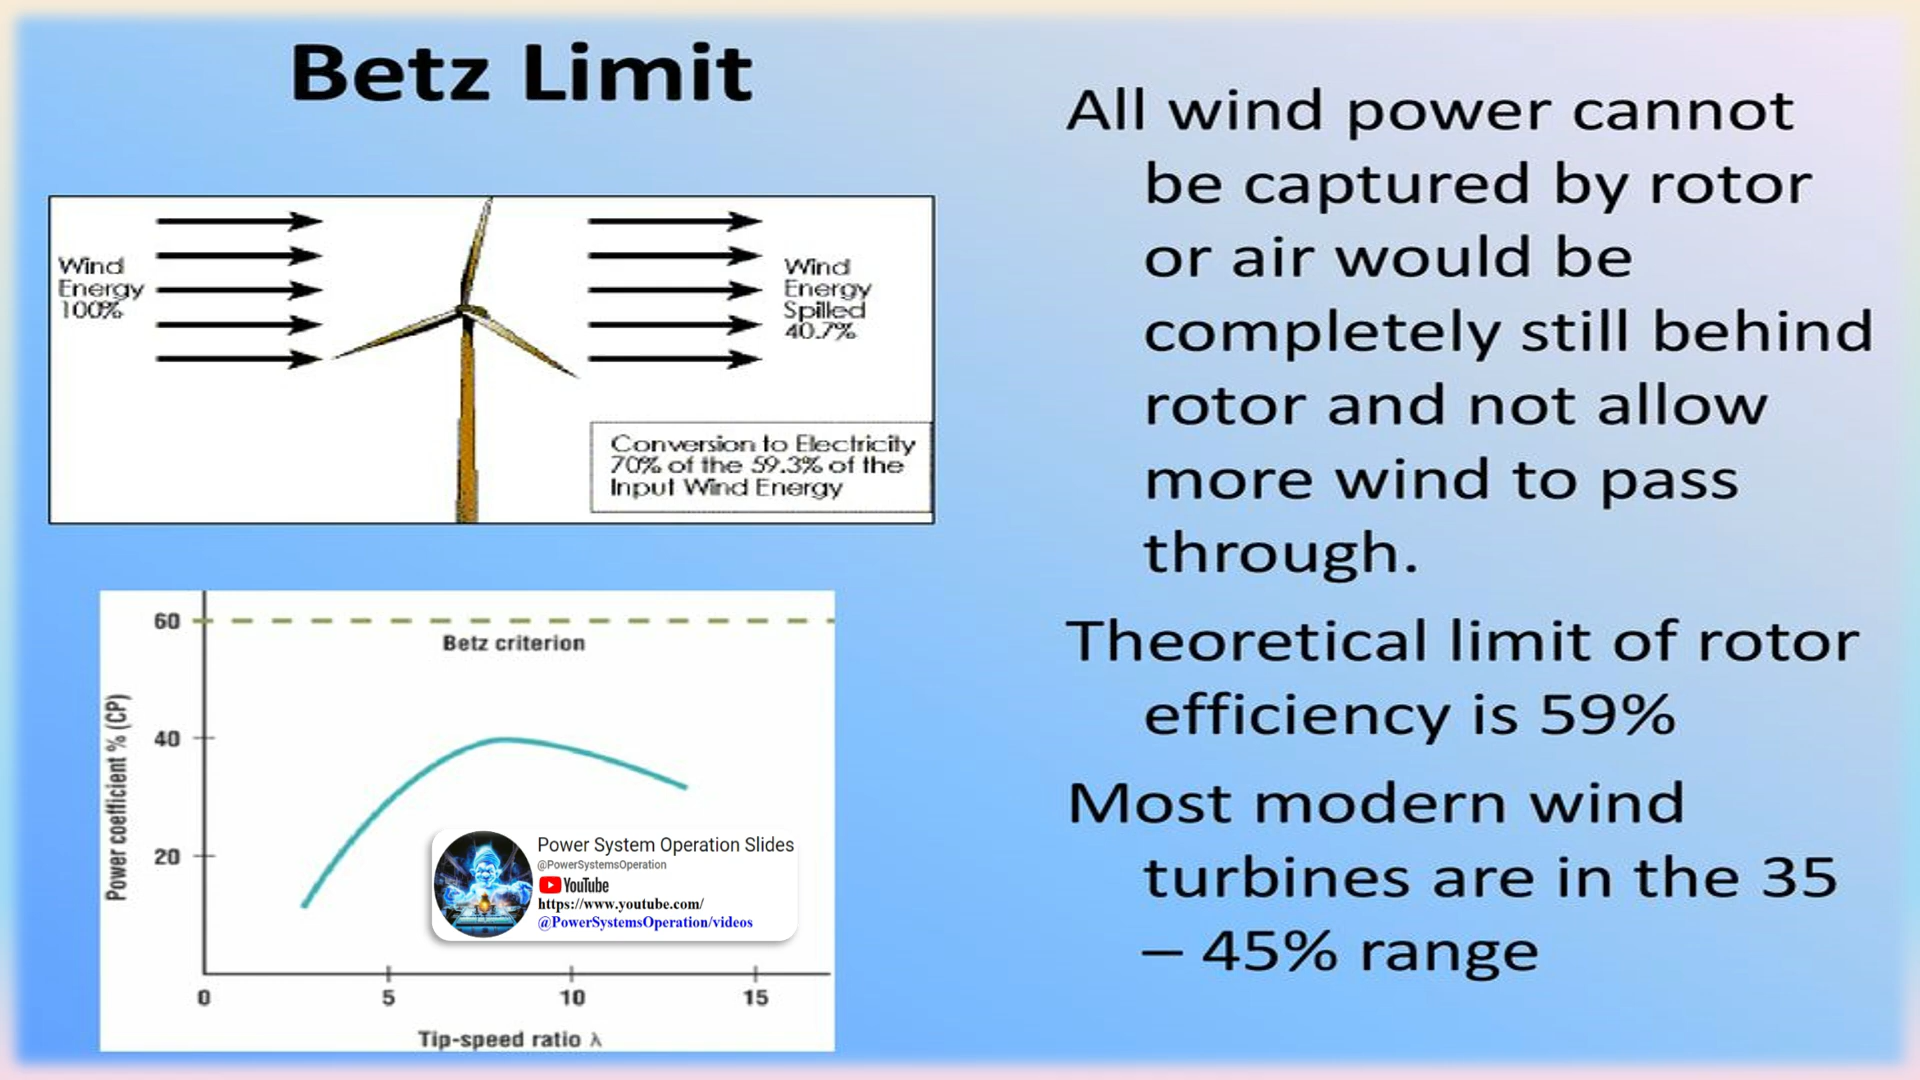 Betz Limit
Wind
Energy
100%
Wind
Energy
Spilled
40.7%
Conversion to Electricity
70% of the 59.3% of the
Input Wind Energy
60
Betz criterion
40
20
Power coefficient % (CP)
0
5
10
15
Tip-speed ratio λ
Power System Operation Slides
@PowerSystemsOperation
YouTube
https://www.youtube.com/
@PowerSystemsOperation/videos
All wind power cannot
be captured by rotor
or air would be
completely still behind
rotor and not allow
more wind to pass
through.
Theoretical limit of rotor
efficiency is 59%
Most modern wind
turbines are in the 35
– 45% range